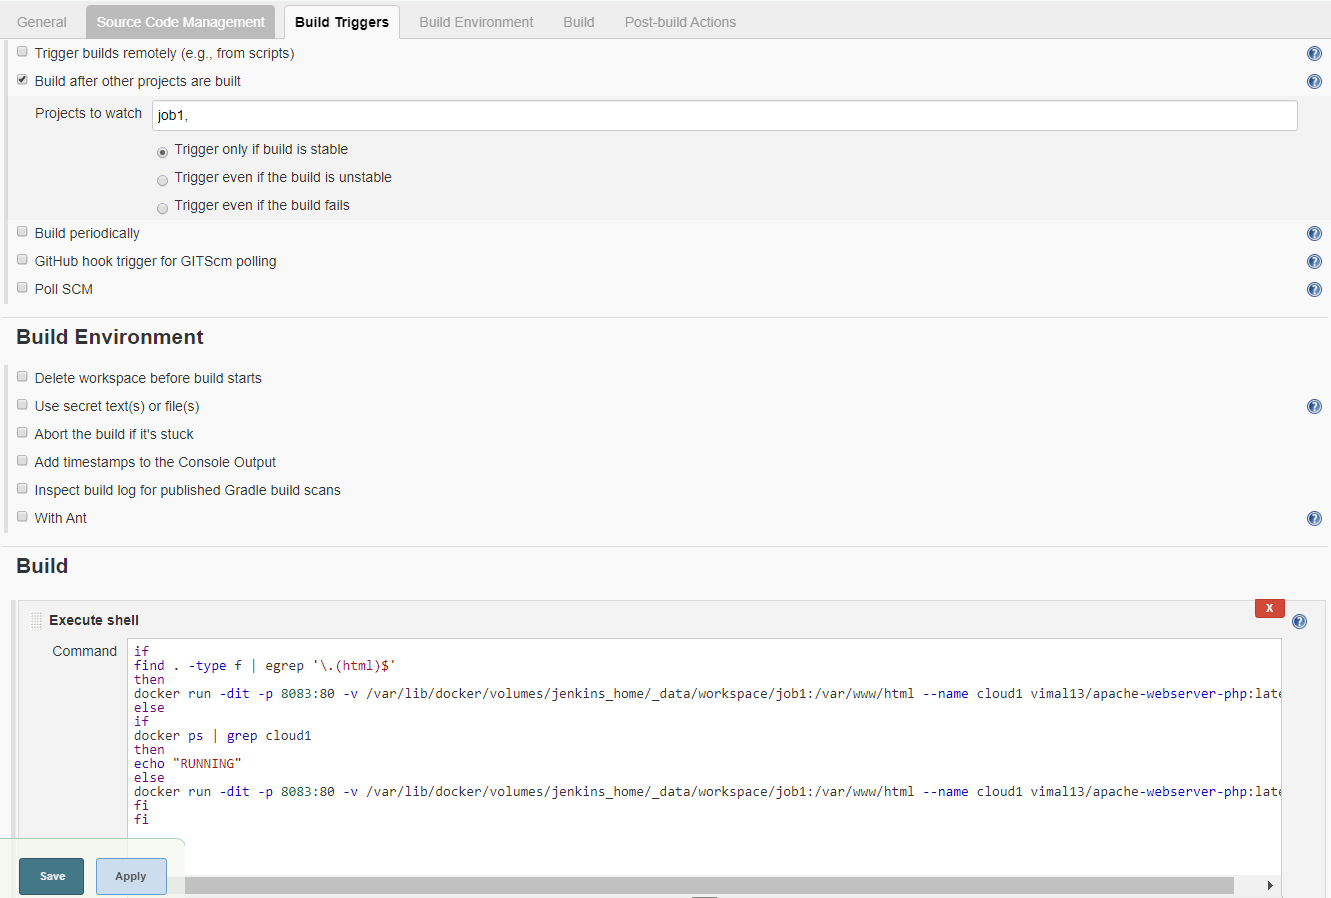 General Source Code Management Build Triggers Build Environment Build Post-build Actions
Trigger builds remotely (e.g., from scripts)
Build after other projects are built
Projects to watch job1,
Trigger only if build is stable
Trigger even if the build is unstable
Trigger even if the build fails
Build periodically
GitHub hook trigger for GITScm polling
Poll SCM
Build Environment
Delete workspace before build starts
Use secret text(s) or file(s)
Abort the build if it's stuck
Add timestamps to the Console Output
Inspect build log for published Gradle build scans
With Ant
Build
X
Execute shell
Command
if
find . -type f | egrep '\.(html)$'
then
docker run -dit -p 8083:80 -v /var/lib/docker/volumes/jenkins_home/_data/workspace/job1:/var/www/html --name cloud1 vimal13/apache-webserver-php:late
else
if
docker ps | grep cloud1
then
echo "RUNNING"
else
docker run -dit -p 8083:80 -v /var/lib/docker/volumes/jenkins_home/_data/workspace/job1:/var/www/html --name cloud1 vimal13/apache-webserver-php:late
fi
fi
Save Apply